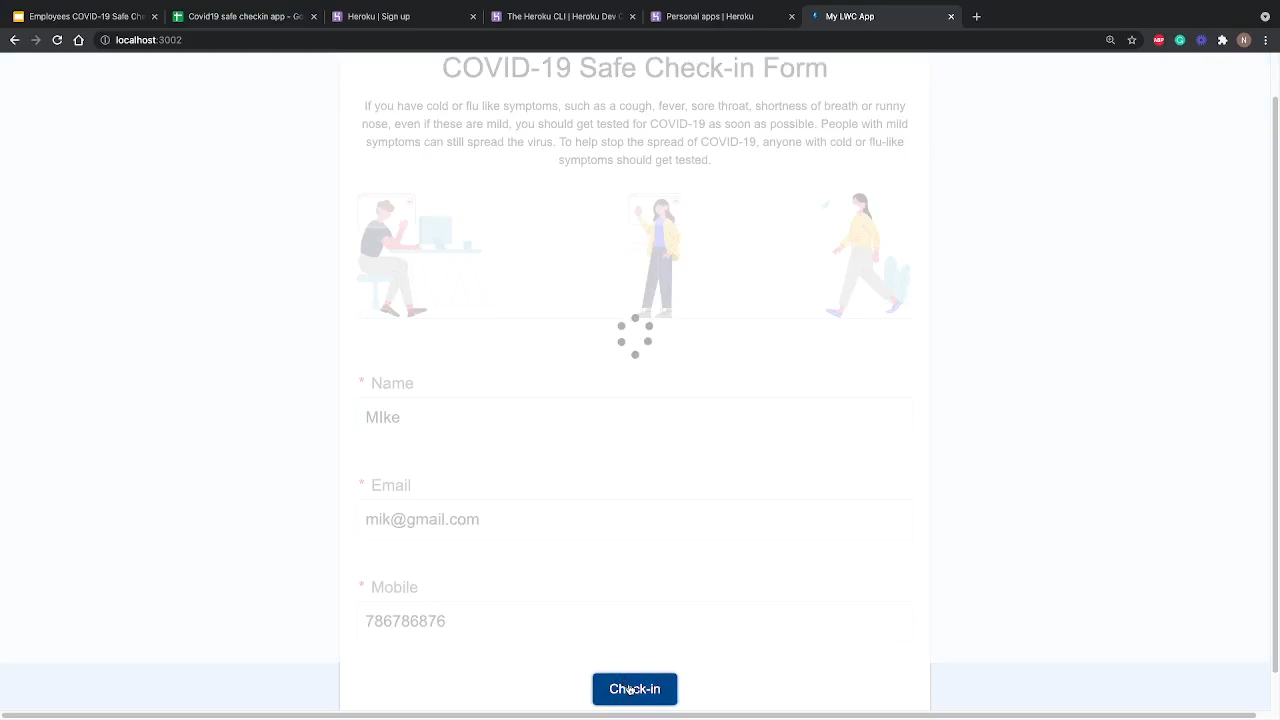 Employees COVID-19 Safe Che
Covid19 safe checkin app - Go
Heroku | Sign up
The Heroku CLI | Heroku Dev C
Personal apps | Heroku
My LWC App
localhost:3002
ABP
N
COVID-19 Safe Check-in Form
If you have cold or flu like symptoms, such as a cough, fever, sore throat, shortness of breath or runny
nose, even if these are mild, you should get tested for COVID-19 as soon as possible. People with mild
symptoms can still spread the virus. To help stop the spread of COVID-19, anyone with cold or flu-like
symptoms should get tested.
* Name
MIke
* Email
mik@gmail.com
* Mobile
786786876
Check-in